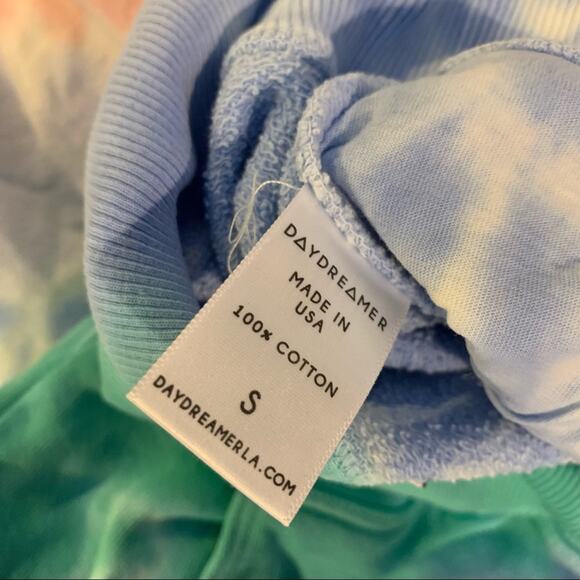 DAYDREAMER
MADE IN
USA
100% COTTON
S
DAYDREAMERLA.COM